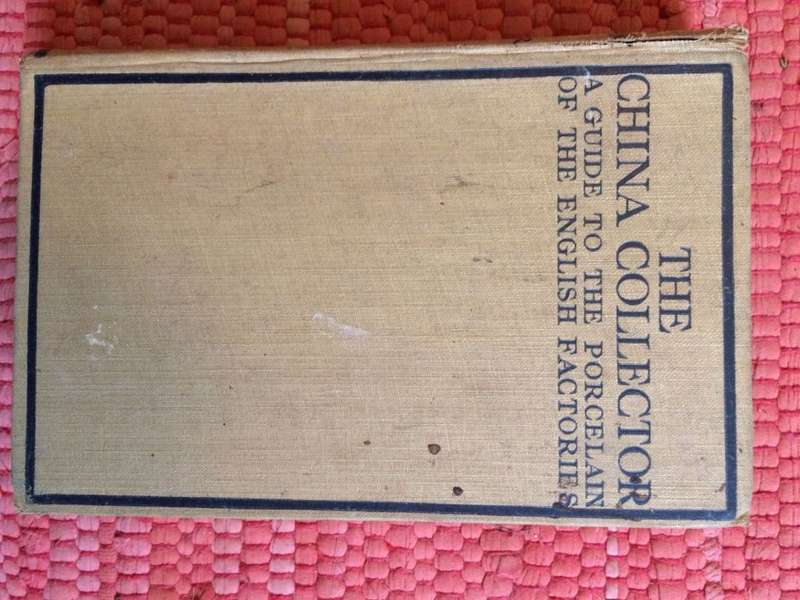 THE
CHINA COLLECTOR
A GUIDE TO THE PORCELAIN
OF THE ENGLISH FACTORIES